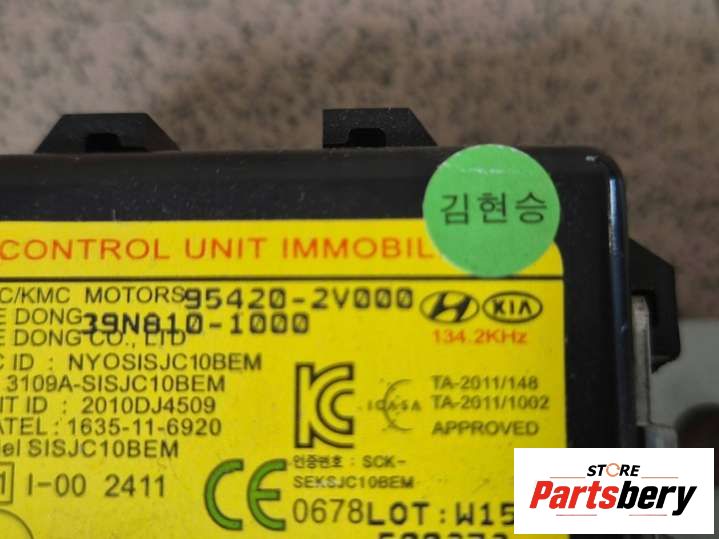 김현승
CONTROL UNIT IMMOBIL
C/KMC MOTORS 95420-2V000
KIA
E DONG 39N810-1000
E DONG CO., LTD
134.2KHz
C ID : NYOSISJC10BEM
3109A-SISJC10BEM
IT ID : 2010DJ4509
ATEL : 1635-11-6920
del SISJC10BEM
ICASA
TA-2011/148
TA-2011/1002
APPROVED
I-00 2411
인증번호 : SCK-
SEKSJC10BEM
CE 0678 LOT:W15
STORE
Partsbery